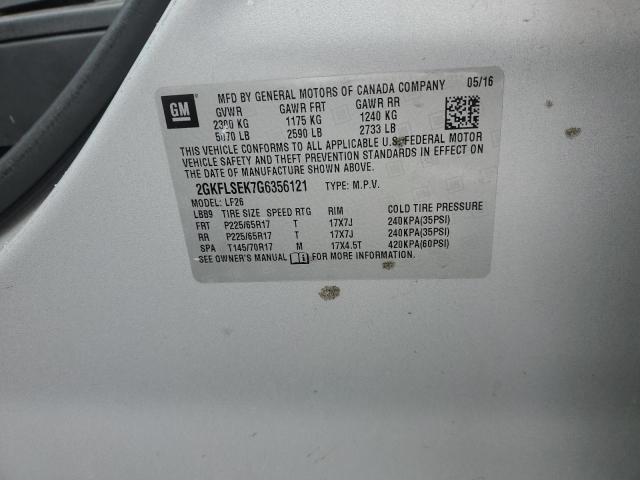 GM
MFD BY GENERAL MOTORS OF CANADA COMPANY 05/16
GVWR GAWR FRT GAWR RR
2300 KG 1175 KG 1240 KG
5070 LB 2590 LB 2733 LB
THIS VEHICLE CONFORMS TO ALL APPLICABLE U.S. FEDERAL MOTOR
VEHICLE SAFETY AND THEFT PREVENTION STANDARDS IN EFFECT ON
THE DATE OF MANUFACTURE SHOWN ABOVE.
2GKFLSEK7G6356121 TYPE: M.P.V.
MODEL: LF26
LBB9 TIRE SIZE SPEED RTG RIM COLD TIRE PRESSURE
FRT P225/65R17 T 17X7J 240KPA(35PSI)
RR P225/65R17 T 17X7J 240KPA(35PSI)
SPA T145/70R17 M 17X4.5T 420KPA(60PSI)
SEE OWNER'S MANUAL FOR MORE INFORMATION.